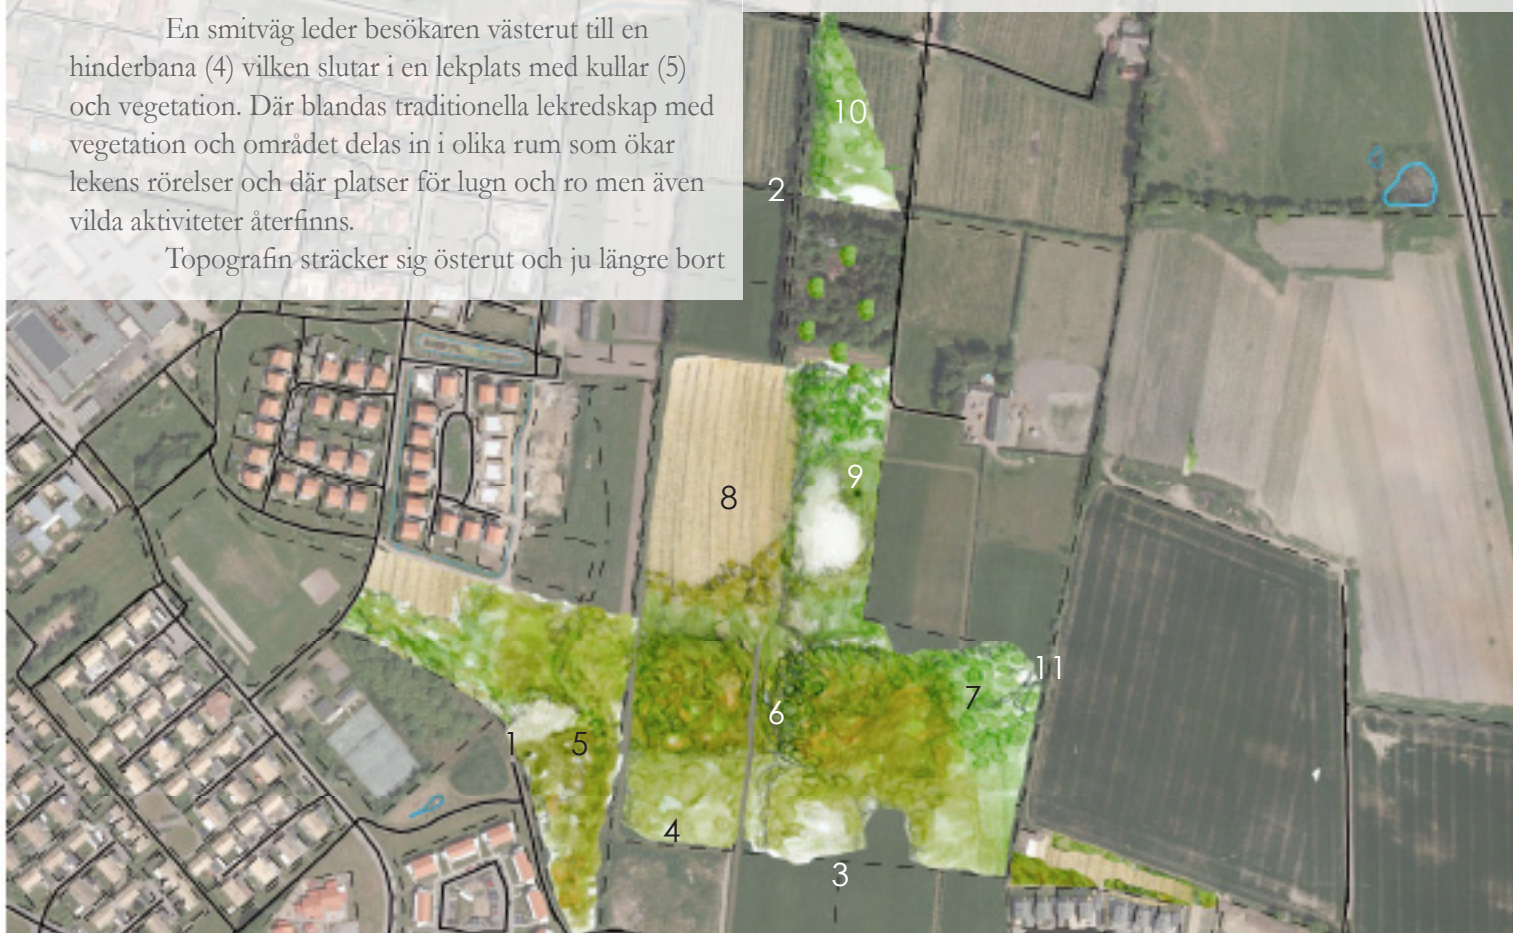 En smitväg leder besökaren västerut till en
hinderbana (4) vilken slutar i en lekplats med kullar (5)
och vegetation. Där blandas traditionella lekredskap med
vegetation och området delas in i olika rum som ökar
lekens rörelser och där platser för lugn och ro men även
vilda aktiviteter återfinns.
Topografin sträcker sig österut och ju längre bort
10
2
9
8
11
7
6
1
5
4
3